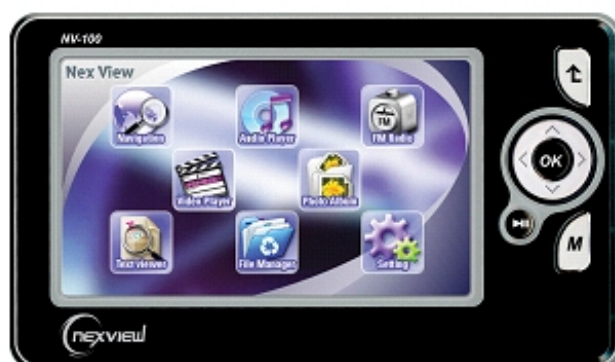 NV-100
Nex View
Navigation
Audio Player
FM Radio
Video Player
Photo Album
Text viewer
File Manager
Setting
OK
M
nexview